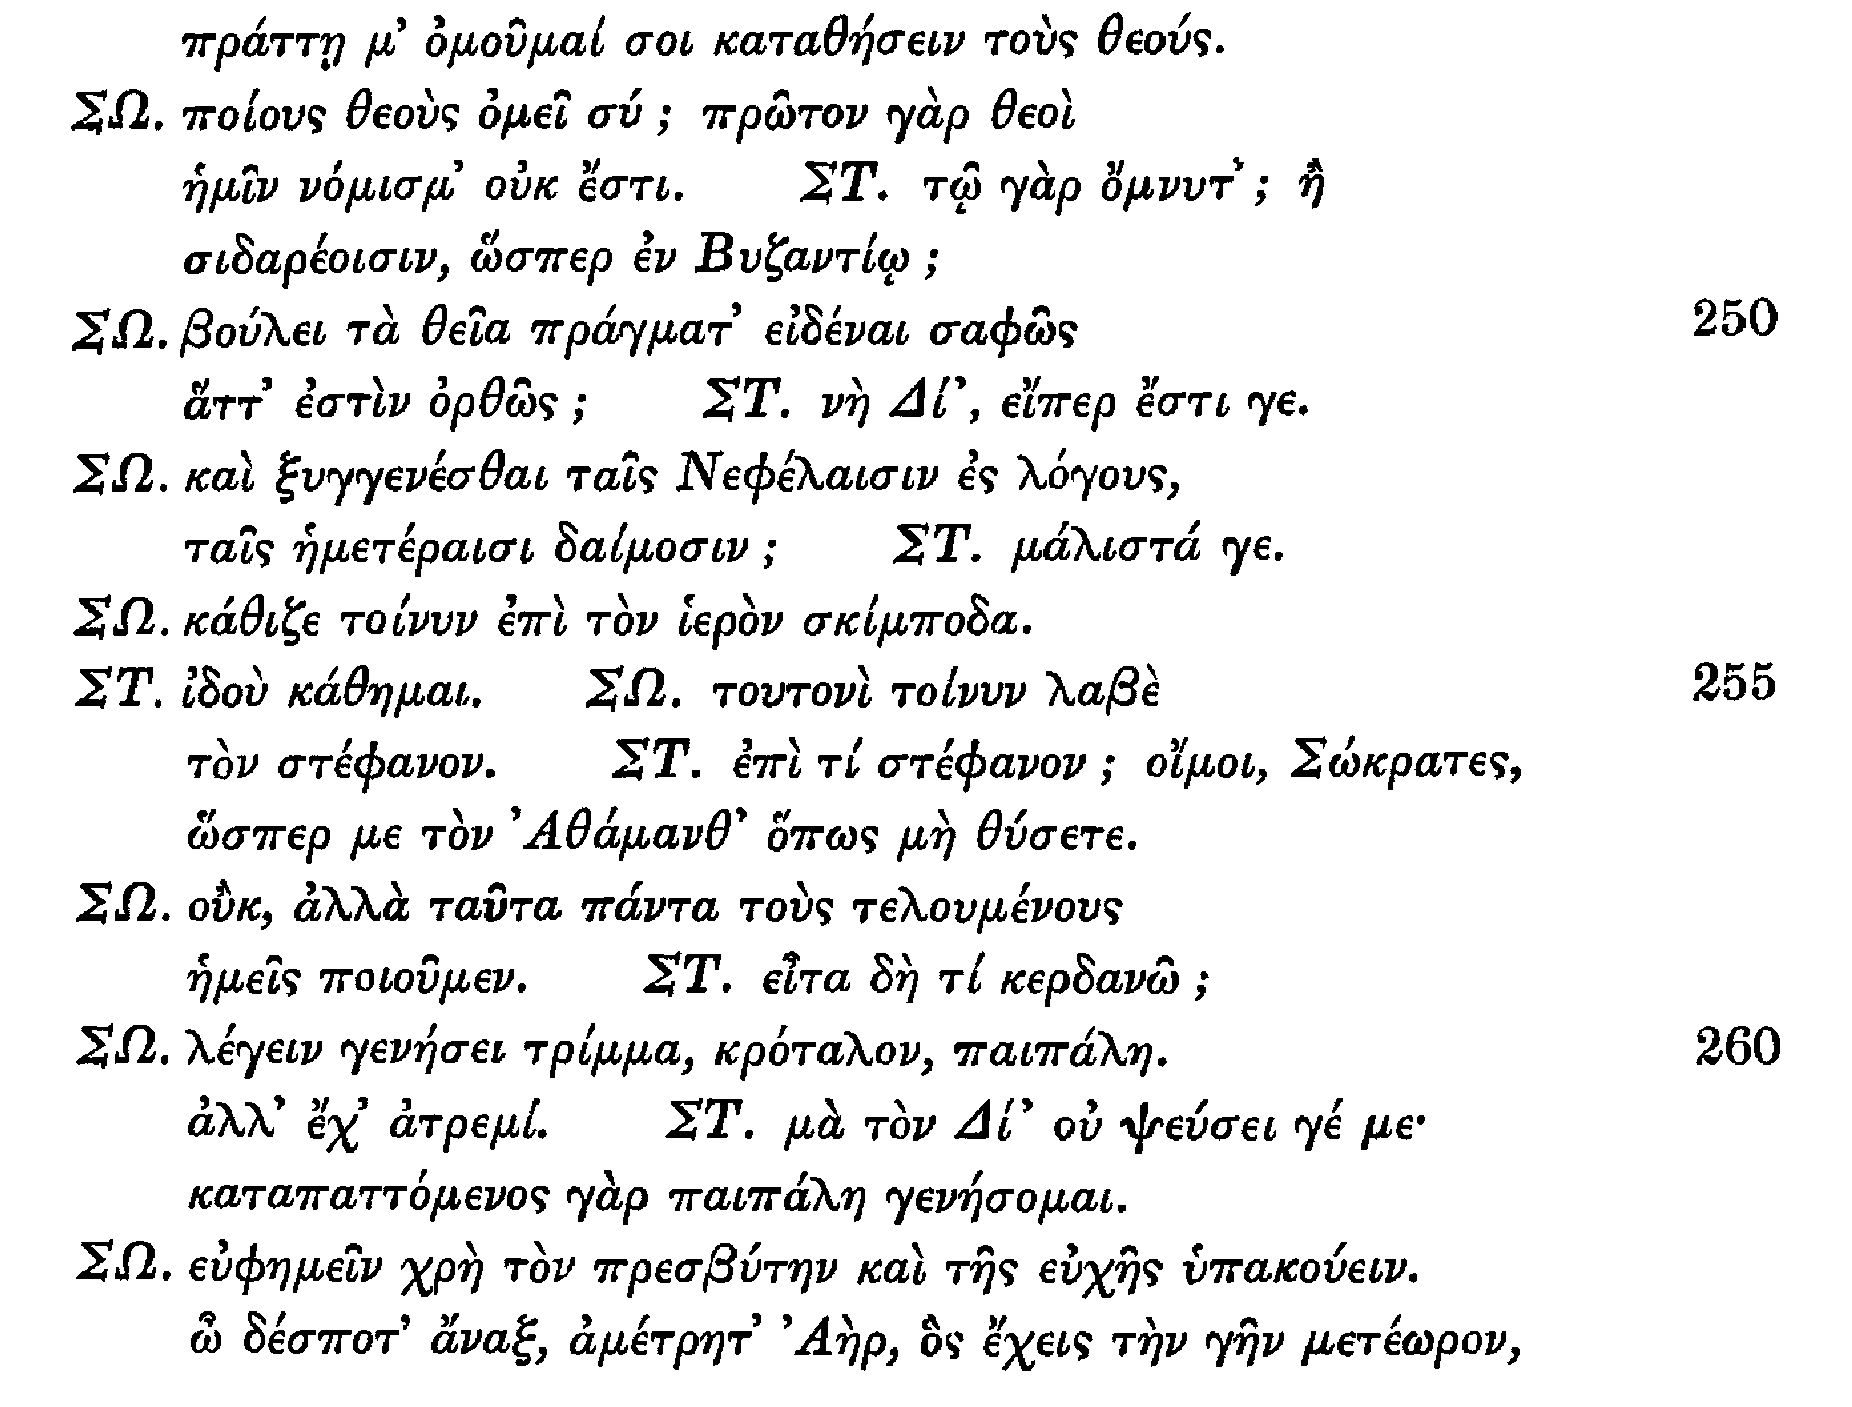 πράττῃ μ’ ὀμοῦμαί σοι καταθήσειν τοὺς θεούς.
ΣΩ. ποίους θεοὺς ὀμεῖ σύ ; πρῶτον γὰρ θεοὶ
ἡμῖν νόμισμ’ οὐκ ἔστι. ΣΤ. τῷ γὰρ ὄμνυτ’ ; ἢ
σιδαρέοισιν, ὥσπερ ἐν Βυζαντίῳ ;
ΣΩ. βούλει τὰ θεῖα πράγματ’ εἰδέναι σαφῶς 250
ἅττ’ ἐστὶν ὀρθῶς ; ΣΤ. νὴ Δί’, εἴπερ ἔστι γε.
ΣΩ. καὶ ξυγγενέσθαι ταῖς Νεφέλαισιν ἐς λόγους,
ταῖς ἡμετέραισι δαίμοσιν ; ΣΤ. μάλιστά γε.
ΣΩ. κάθιζε τοίνυν ἐπὶ τὸν ἱερὸν σκίμποδα.
ΣΤ. ἰδοὺ κάθημαι. ΣΩ. τουτονὶ τοίνυν λαβὲ 255
τὸν στέφανον. ΣΤ. ἐπὶ τί στέφανον ; οἴμοι, Σώκρατες,
ὥσπερ με τὸν ’Αθάμανθ’ ὅπως μὴ θύσετε.
ΣΩ. οὔκ, ἀλλὰ ταῦτα πάντα τοὺς τελουμένους
ἡμεῖς ποιοῦμεν. ΣΤ. εἶτα δὴ τί κερδανῶ ;
ΣΩ. λέγειν γενήσει τρίμμα, κρόταλον, παιπάλη. 260
ἀλλ’ ἔχ’ ἀτρεμί. ΣΤ. μὰ τὸν Δί’ οὐ ψεύσει γέ με·
καταπαττόμενος γὰρ παιπάλη γενήσομαι.
ΣΩ. εὐφημεῖν χρὴ τὸν πρεσβύτην καὶ τῆς εὐχῆς ὑπακούειν.
ὦ δέσποτ’ ἄναξ, ἀμέτρητ’ ’Αὴρ, ὃς ἔχεις τὴν γῆν μετέωρον,